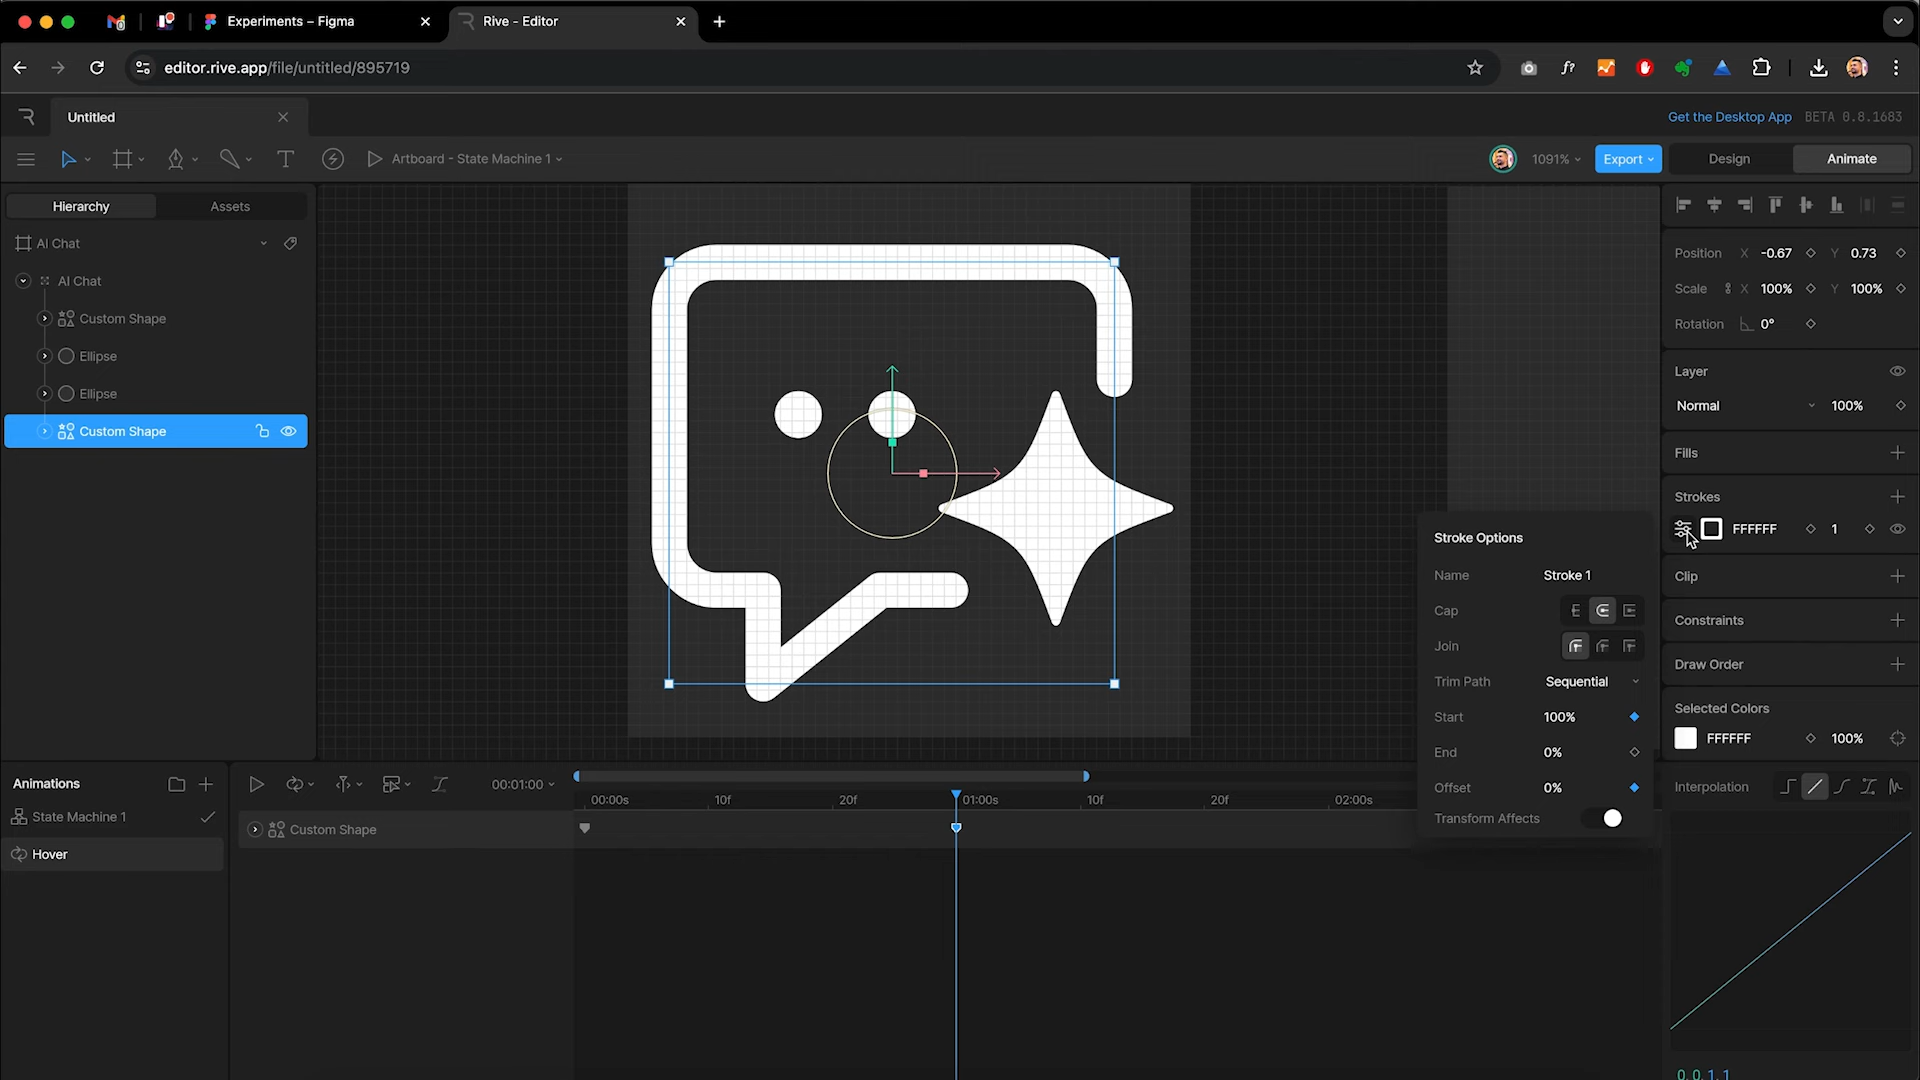 Experiments – Figma
Rive - Editor
editor.rive.app/file/untitled/895719
f?
Untitled
Get the Desktop App BETA 0.8.1683
Artboard - State Machine 1
1091%
Export
Design
Animate
Hierarchy
Assets
AI Chat
AI Chat
Custom Shape
Ellipse
Ellipse
Custom Shape
Position X -0.67 Y 0.73
Scale X 100% Y 100%
Rotation 0°
Layer
Normal 100%
Fills
Strokes
FFFFFF 1
Clip
Constraints
Draw Order
Selected Colors
FFFFFF 100%
Stroke Options
Name Stroke 1
Cap
Join
Trim Path Sequential
Start 100%
End 0%
Offset 0%
Transform Affects
Animations
State Machine 1
Hover
00:01:00
00:00s 10f 20f 01:00s 10f 20f 02:00s
Custom Shape
Interpolation
0, 0, 1, 1